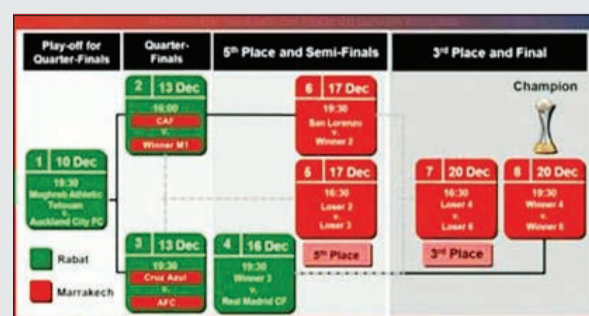 Play-off for
Quarter-Finals
Quarter-
Finals
5th Place and Semi-Finals
3rd Place and Final
1 10 Dec
19:30
Moghreb Athletic
Tetouan
v.
Auckland City FC
2 13 Dec
16:00
CAF
v.
Winner M1
3 13 Dec
19:30
Cruz Azul
v.
AFC
4 16 Dec
19:30
Winner 3
v.
Real Madrid CF
6 17 Dec
19:30
San Lorenzo
v.
Winner 2
5 17 Dec
16:30
Loser 2
v.
Loser 3
5th Place
Champion
7 20 Dec
16:30
Loser 4
v.
Loser 6
3rd Place
8 20 Dec
19:30
Winner 4
v.
Winner 6
Rabat
Marrakech